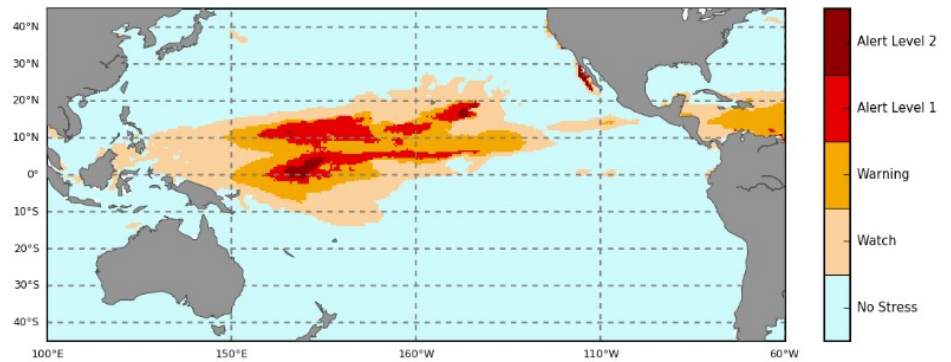 40°N
30°N
20°N
10°N
0°
10°S
20°S
30°S
40°S
100°E 150°E 160°W 110°W 60°W
Alert Level 2
Alert Level 1
Warning
Watch
No Stress